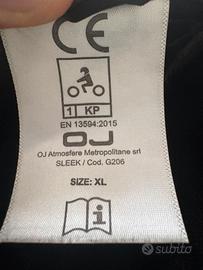 CE
1 KP
EN 13594:2015
OJ
OJ Atmosfere Metropolitane srl
SLEEK / Cod. G206
SIZE: XL
i
subito